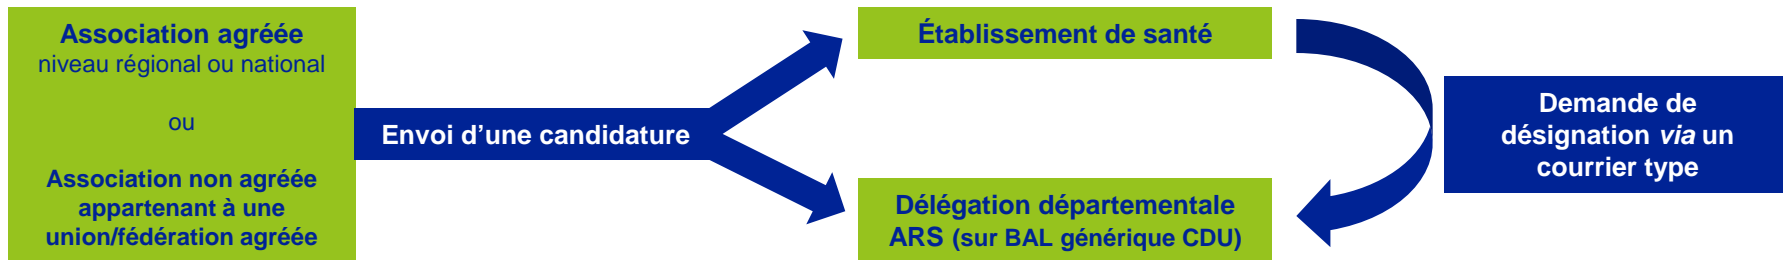 Association agréée
niveau régional ou national
ou
Association non agréée
appartenant à une
union/fédération agréée
Envoi d’une candidature
Établissement de santé
Délégation départementale
ARS (sur BAL générique CDU)
Demande de
désignation via un
courrier type